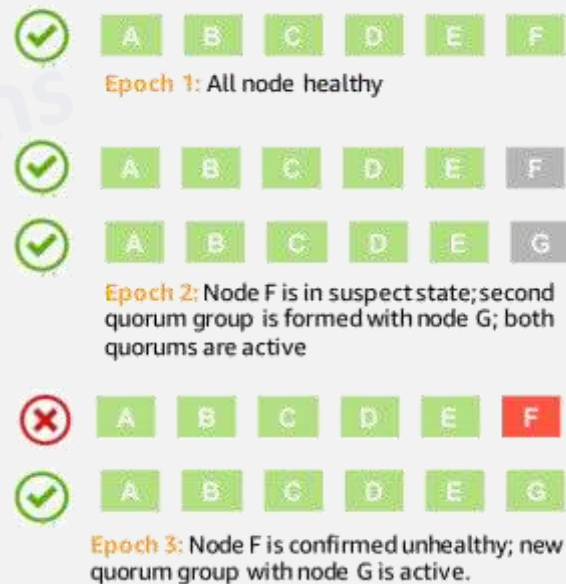 A B C D E F
Epoch 1: All node healthy
A B C D E F
A B C D E G
Epoch 2: Node F is in suspect state; second
quorum group is formed with node G; both
quorums are active
A B C D E F
A B C D E G
Epoch 3: Node F is confirmed unhealthy; new
quorum group with node G is active.